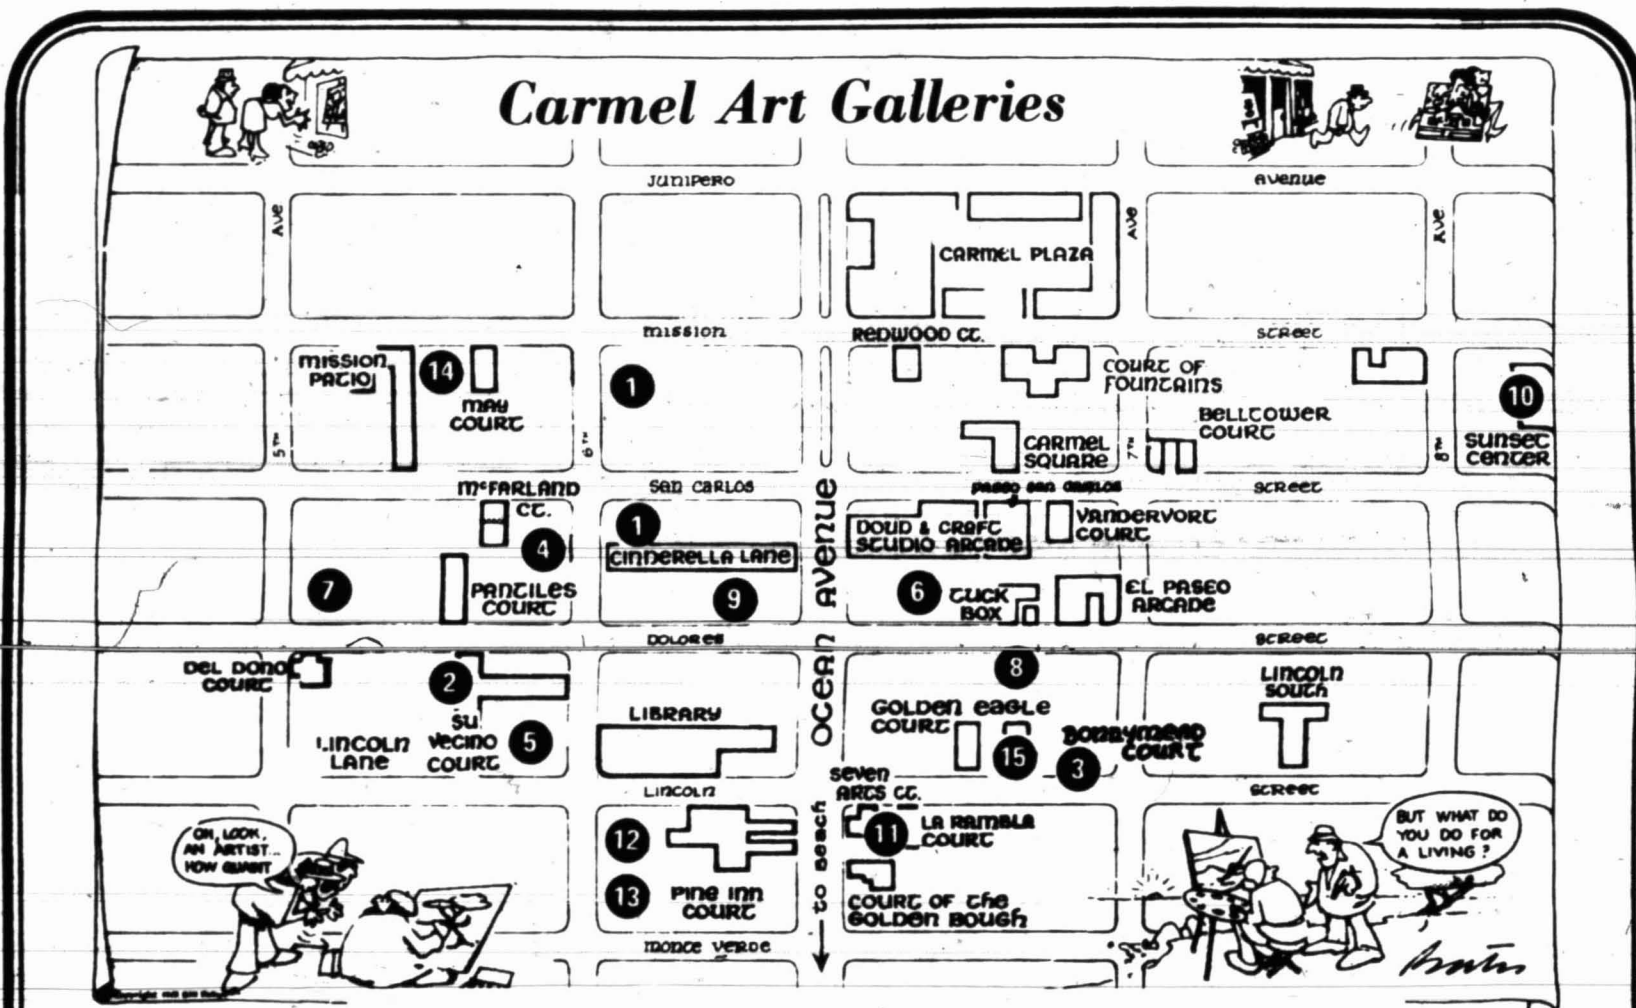 Carmel Art Galleries
JUNIPERO
AVENUE
AVE
AVE
AVE
CARMEL PLAZA
MISSION
REDWOOD CT.
STREET
MISSION
PATIO
14
MAY
COURT
1
COURT OF
FOUNTAINS
10
BELLTOWER
COURT
CARMEL
SQUARE
SUNSET
CENTER
5TH
6TH
7TH
8TH
McFARLAND
CT.
SAN CARLOS
PASEO SAN CARLOS
STREET
1
4
CINDERELLA LANE
DOUD & CRAFT
STUDIO ARCADE
VANDERVORT
COURT
7
PANTILES
COURT
9
6
TUCK
BOX
EL PASEO
ARCADE
OCEAN AVENUE
DOLORES
STREET
DEL DONO
COURT
2
8
LINCOLN
SOUTH
SU
VECINO
COURT
5
LINCOLN
LANE
LIBRARY
GOLDEN EAGLE
COURT
15
BONNYMEAD
COURT
3
LINCOLN
SEVEN
ARTS CT.
STREET
12
11
LA RAMBLA
COURT
13
PINE INN
COURT
COURT OF THE
GOLDEN BOUGH
TO BEACH
MONTE VERDE
OH, LOOK,
AN ARTIST...
HOW QUAINT
BUT WHAT DO
YOU DO FOR
A LIVING?
Bates